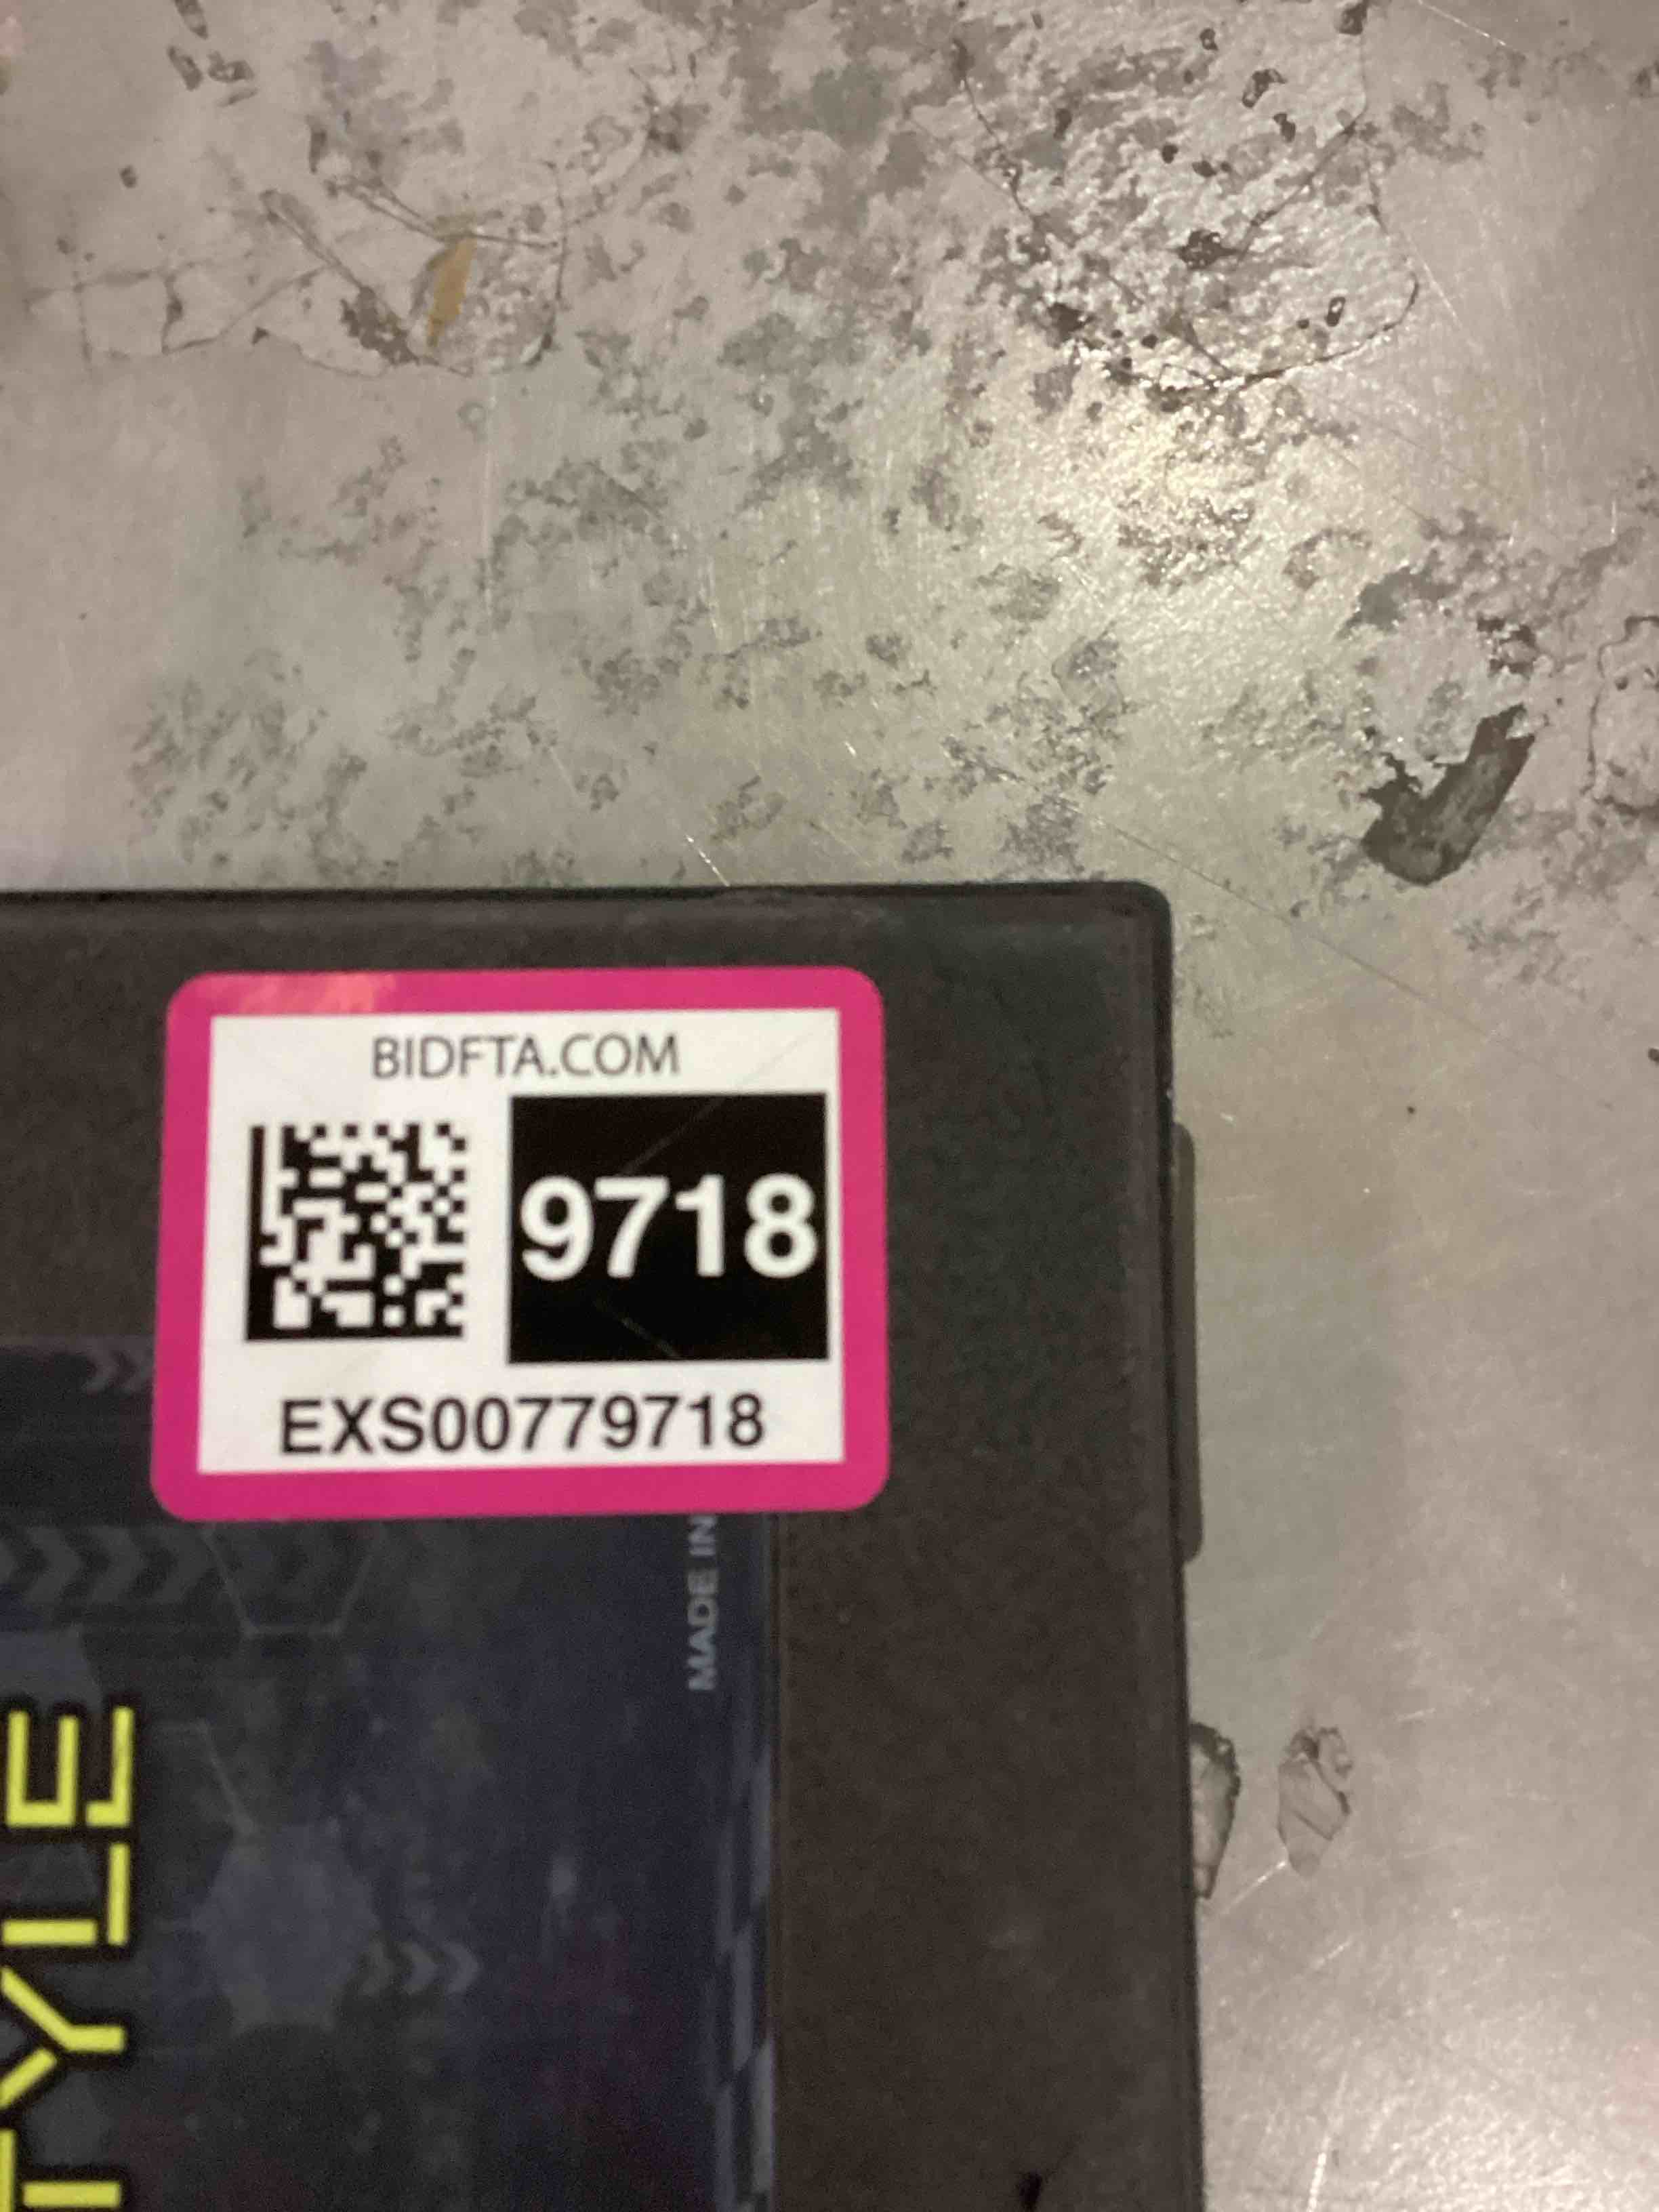 BIDFTA.COM
9718
EXS00779718
MADE IN
TYLE